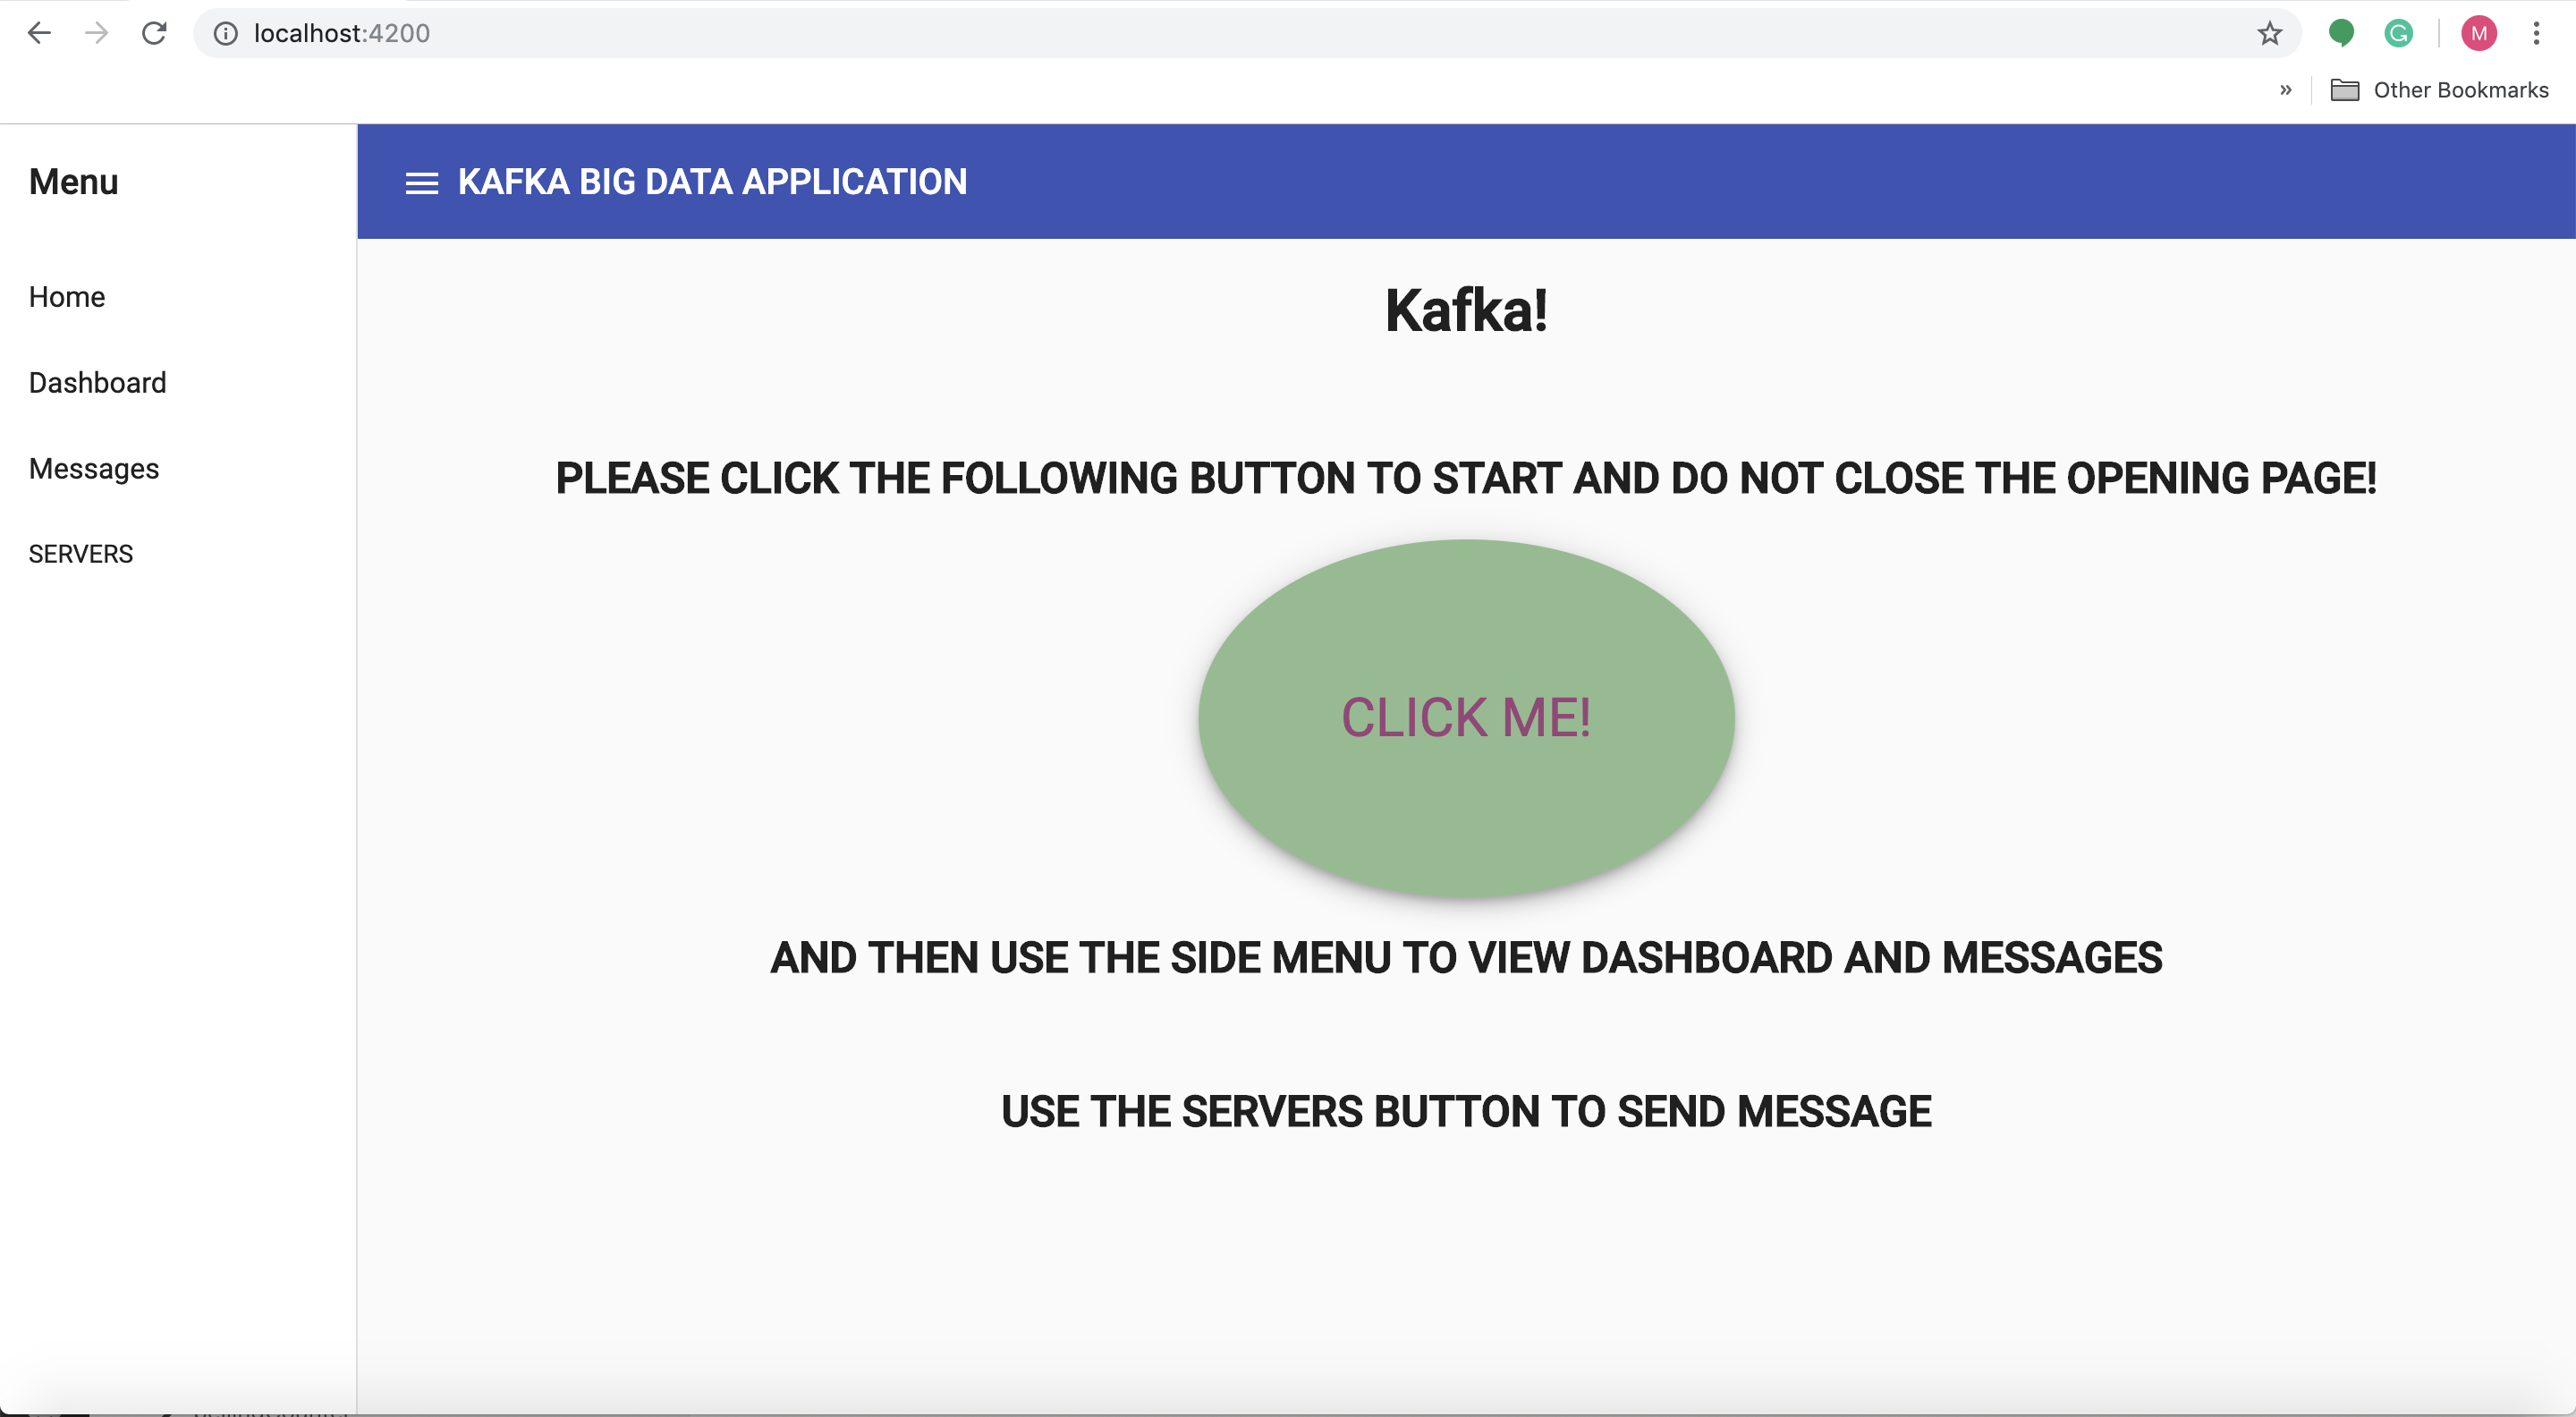 localhost:4200
M
» Other Bookmarks
Menu
KAFKA BIG DATA APPLICATION
Home
Dashboard
Messages
SERVERS
Kafka!
PLEASE CLICK THE FOLLOWING BUTTON TO START AND DO NOT CLOSE THE OPENING PAGE!
CLICK ME!
AND THEN USE THE SIDE MENU TO VIEW DASHBOARD AND MESSAGES
USE THE SERVERS BUTTON TO SEND MESSAGE